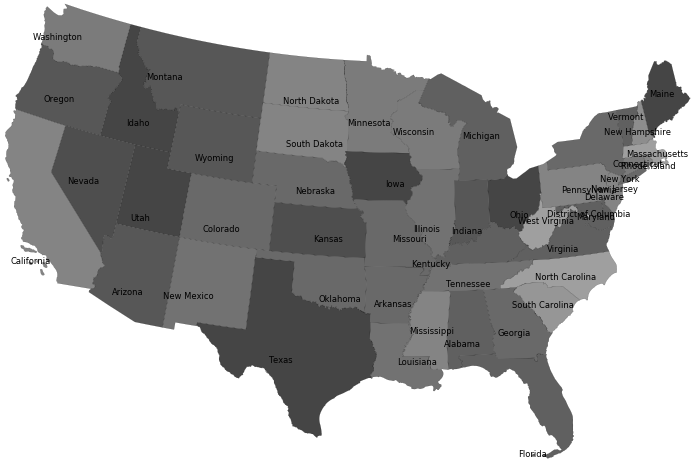 Washington
Montana
Maine
Oregon
North Dakota
Idaho
Minnesota
Vermont
Wisconsin
New Hampshire
Michigan
South Dakota
Massachusetts
Wyoming
Connecticut
Rhode Island
Nevada
Iowa
New York
Nebraska
Pennsylvania
New Jersey
Delaware
Utah
Ohio
District of Columbia
Maryland
West Virginia
Colorado
Illinois
Indiana
Kansas
Missouri
Virginia
California
Kentucky
North Carolina
Tennessee
Arizona
New Mexico
Oklahoma
Arkansas
South Carolina
Mississippi
Georgia
Alabama
Texas
Louisiana
Florida